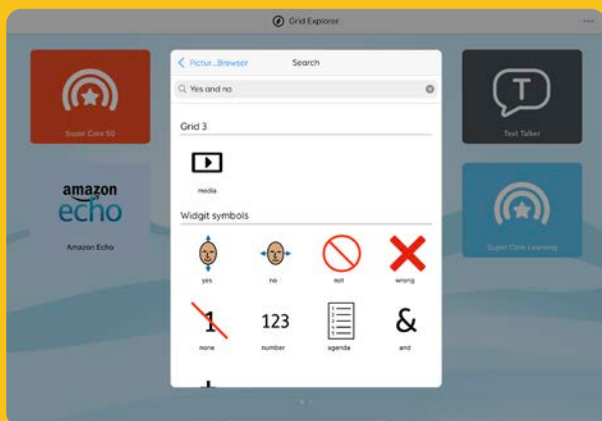 Grid Explorer
Super Core 50
amazon
echo
Amazon Echo
Pictur...Browser Search
Yes and no
Grid 3
media
Widgit symbols
yes no not wrong
1 123 &
none number agenda and
T
Text Talker
Super Core Learning